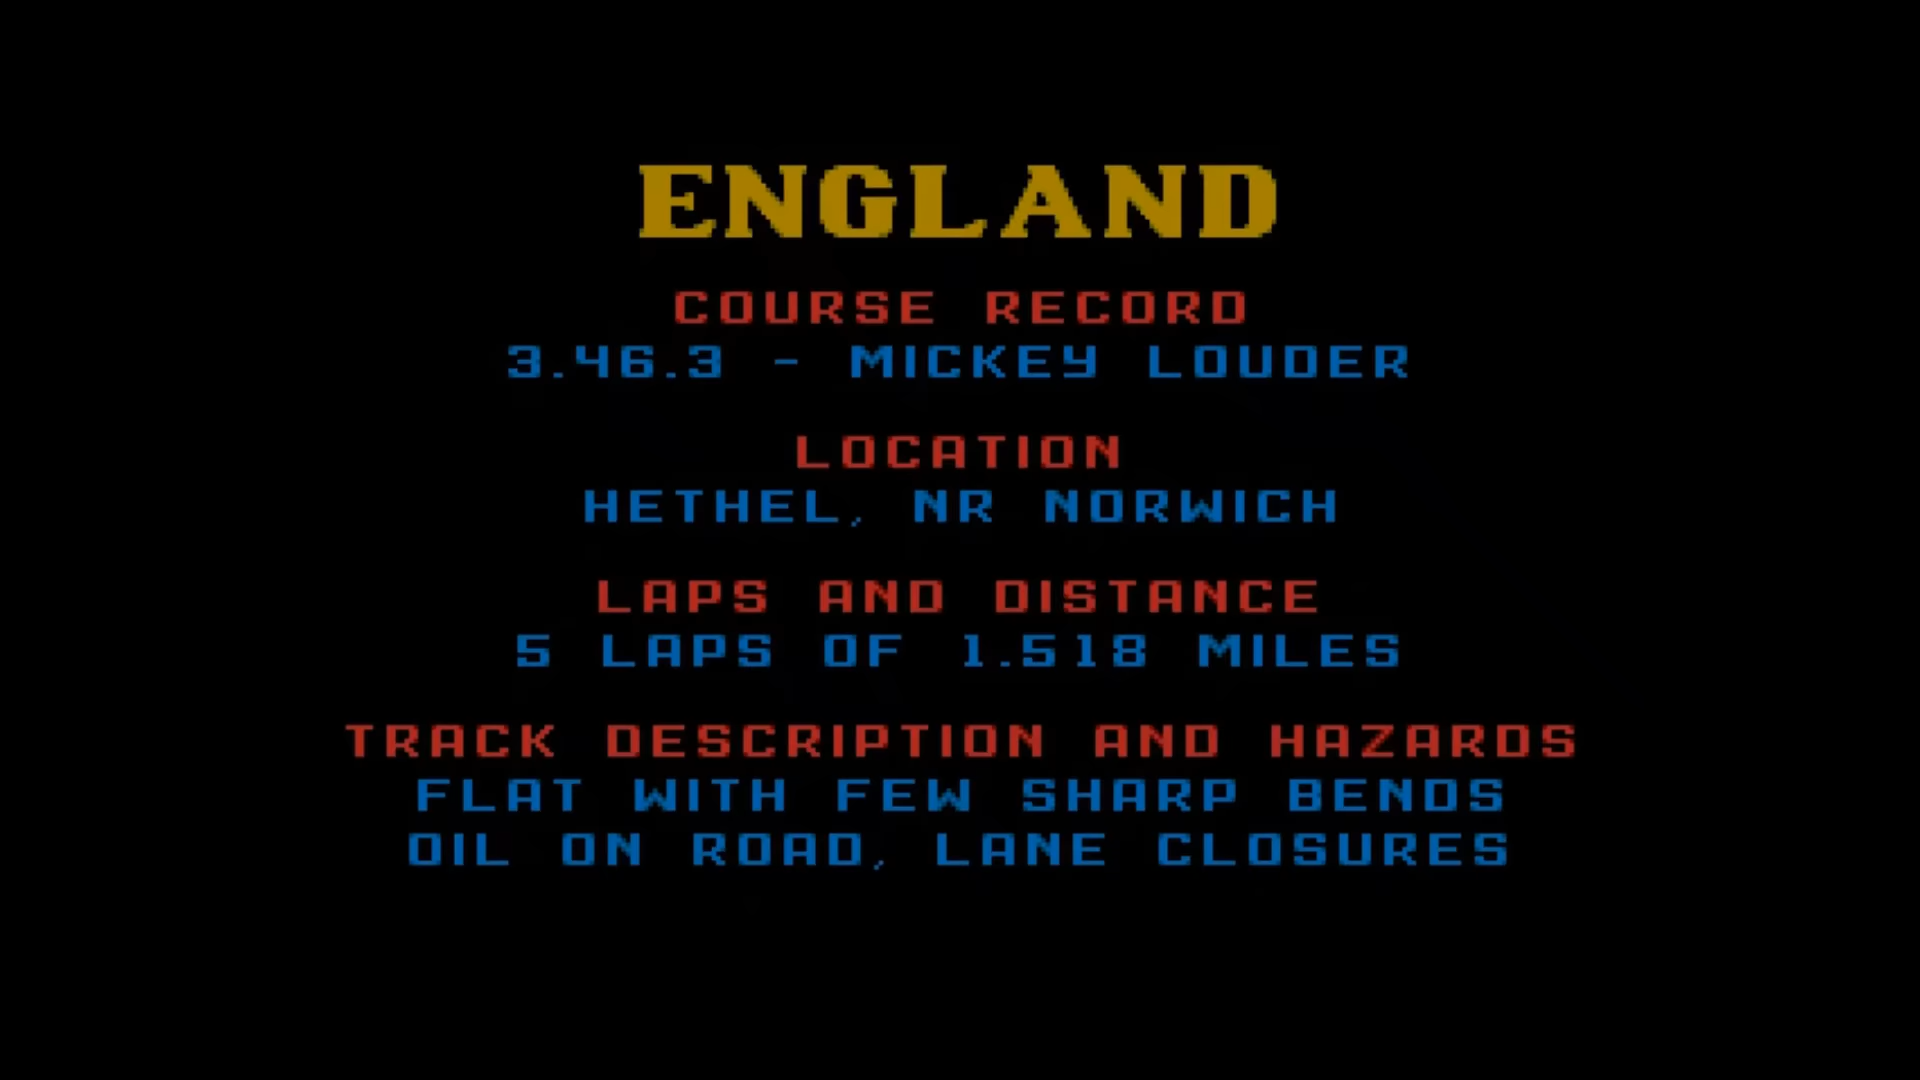 ENGLAND
COURSE RECORD
3.46.3 - MICKEY LOUDER
LOCATION
HETHEL, NR NORWICH
LAPS AND DISTANCE
5 LAPS OF 1.518 MILES
TRACK DESCRIPTION AND HAZARDS
FLAT WITH FEW SHARP BENDS
OIL ON ROAD, LANE CLOSURES